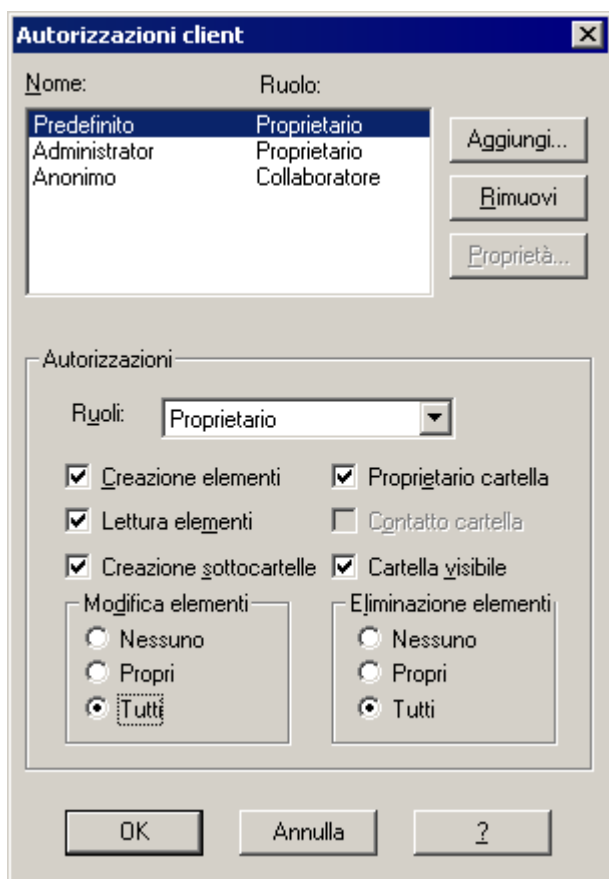 Autorizzazioni client
Nome: Ruolo:
Predefinito Proprietario
Administrator Proprietario
Anonimo Collaboratore
Aggiungi...
Rimuovi
Proprietà...
Autorizzazioni
Ruoli: Proprietario
Creazione elementi Proprietario cartella
Lettura elementi Contatto cartella
Creazione sottocartelle Cartella visibile
Modifica elementi Eliminazione elementi
Nessuno Nessuno
Propri Propri
Tutti Tutti
OK Annulla ?